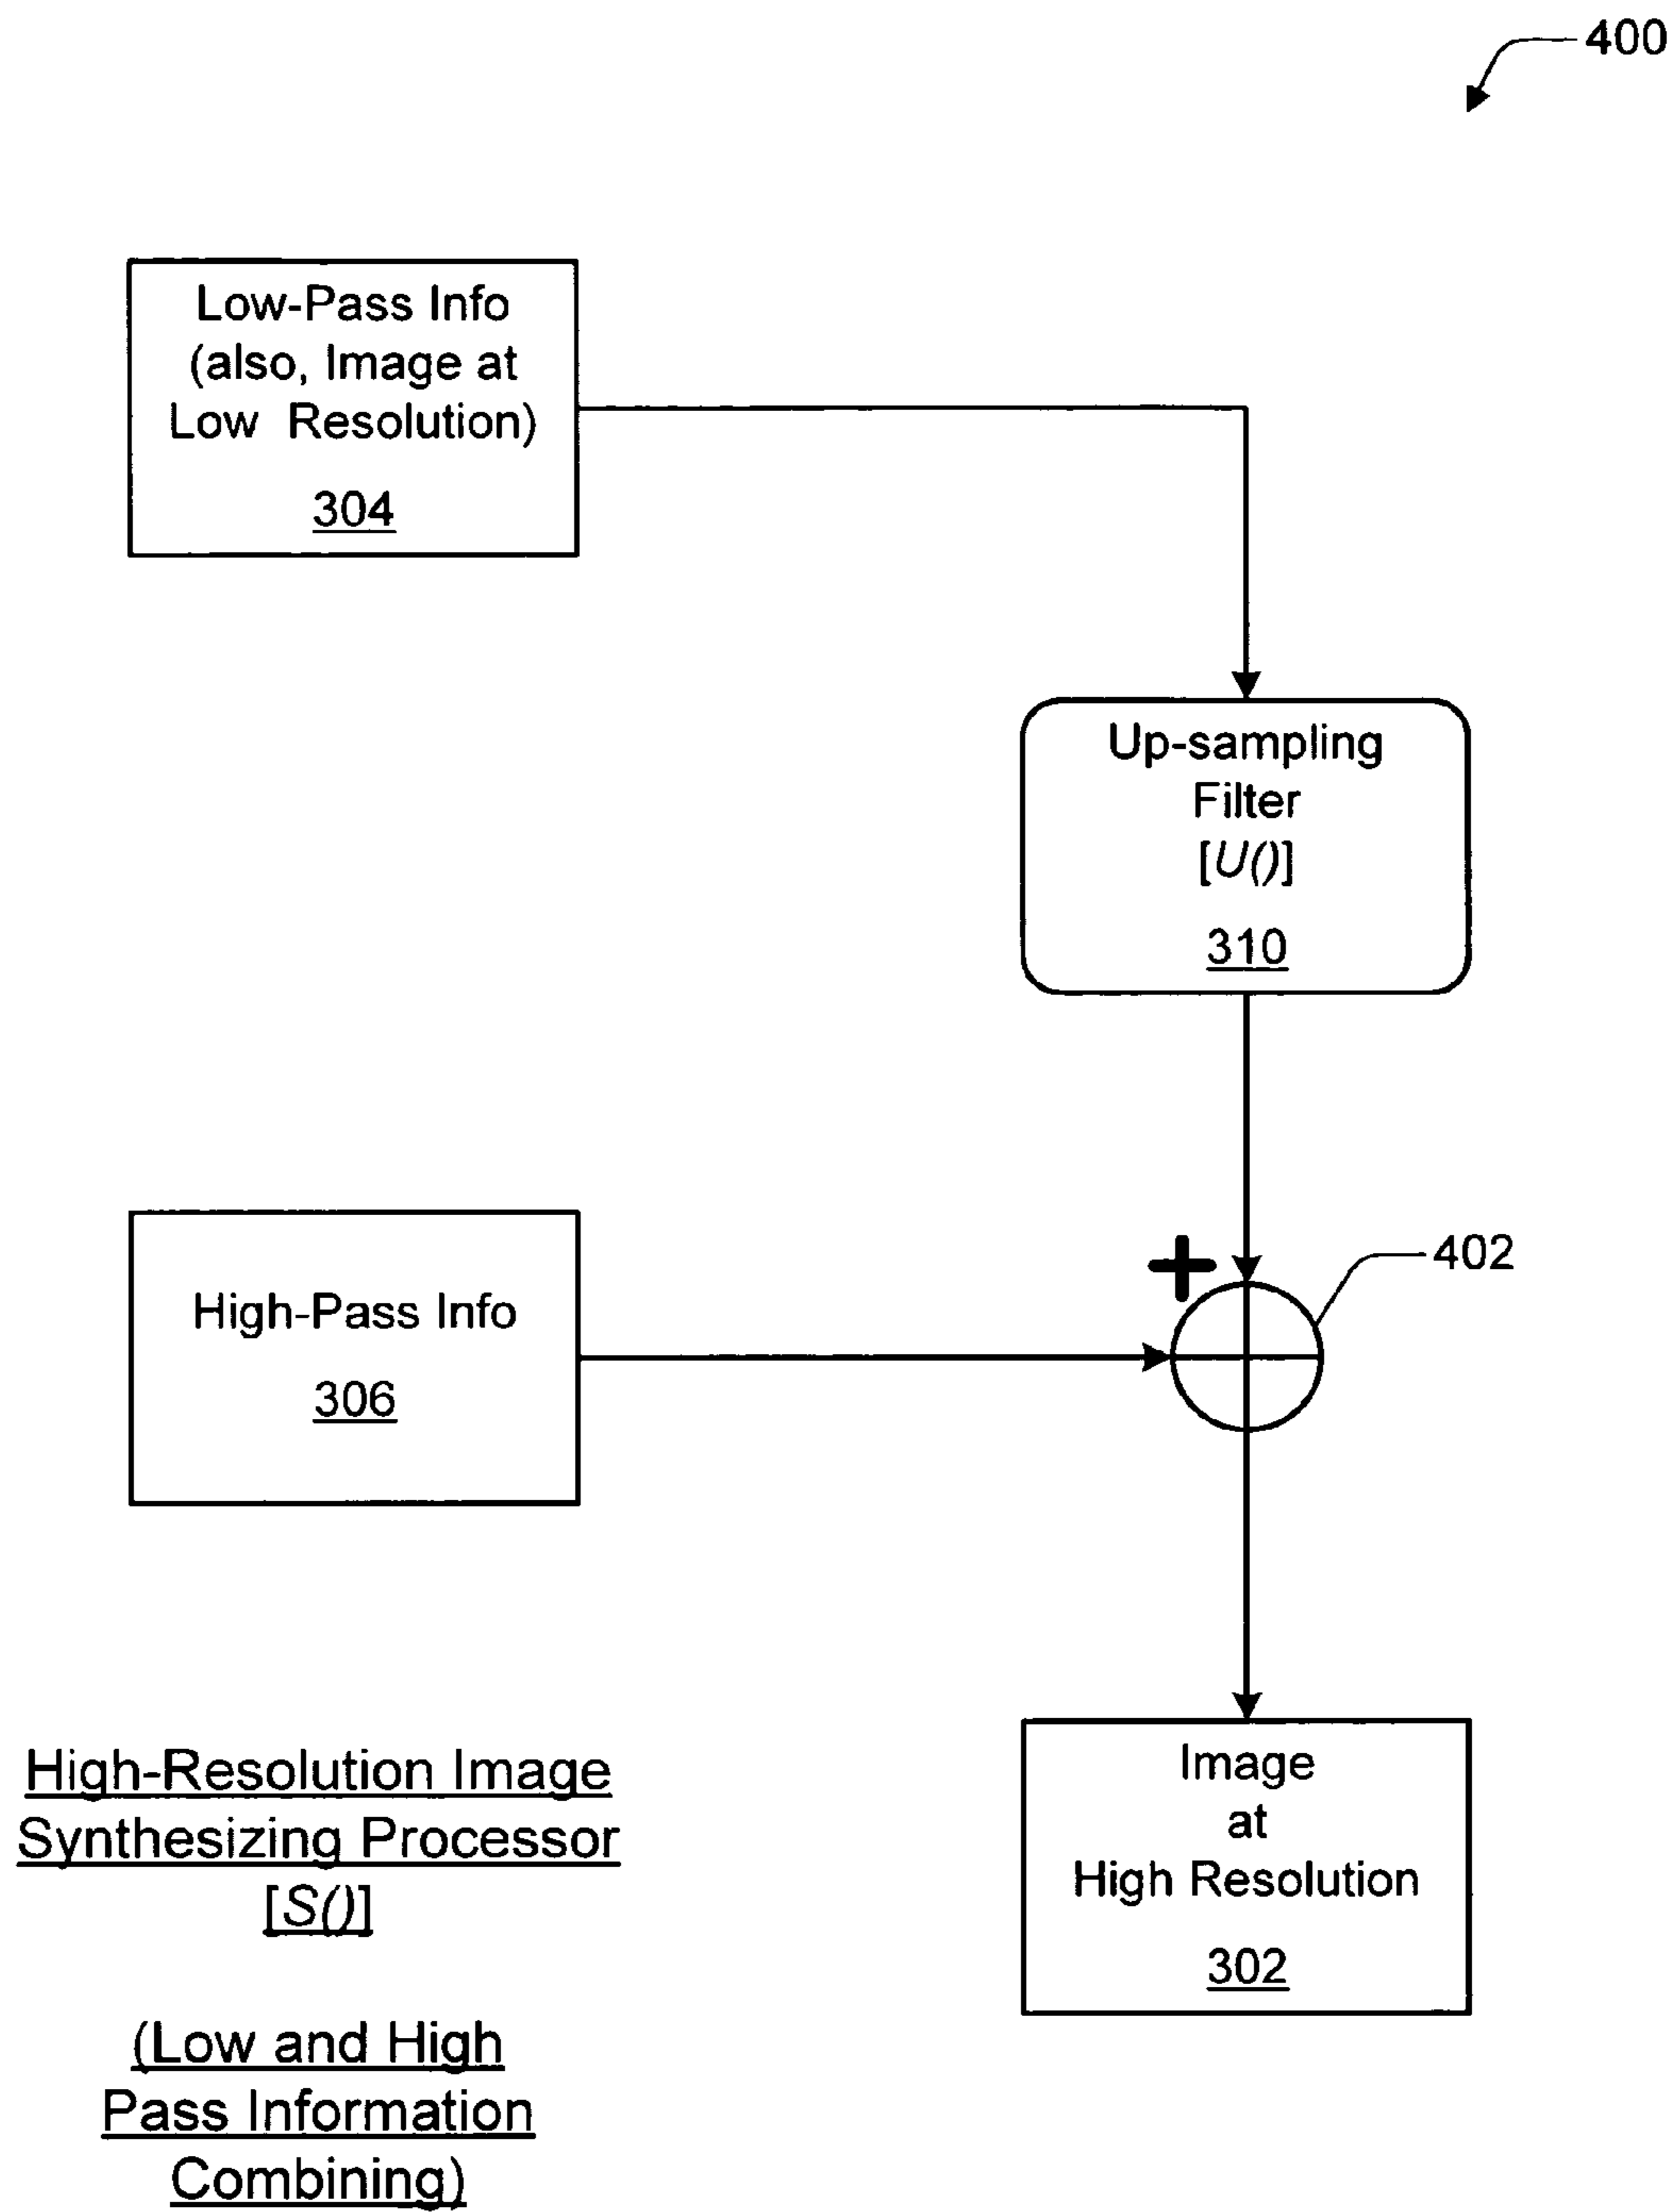 400
Low-Pass Info
(also, Image at
Low Resolution)
304
Up-sampling
Filter
[U()]
310
+
402
High-Pass Info
306
Image
at
High Resolution
302
High-Resolution Image
Synthesizing Processor
[S()]
(Low and High
Pass Information
Combining)